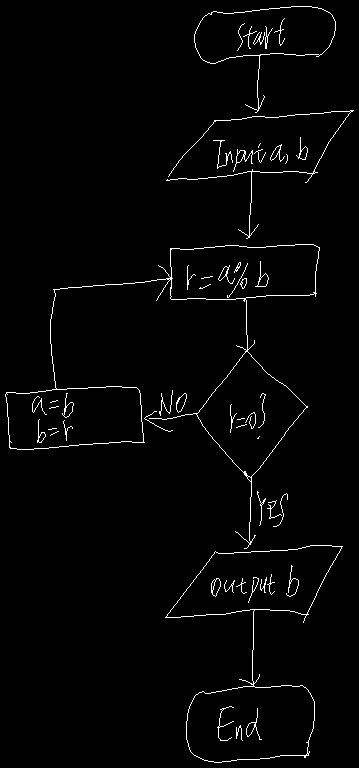 Start
Input a, b
r=a%b
r=0?
NO
a=b
b=r
YES
output b
End